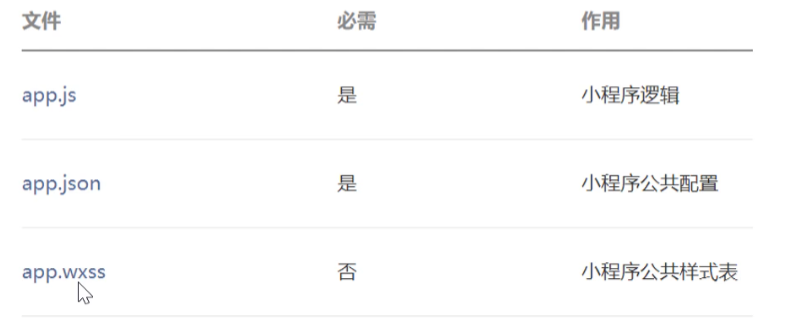 文件 必需 作用
app.js 是 小程序逻辑
app.json 是 小程序公共配置
app.wxss 否 小程序公共样式表